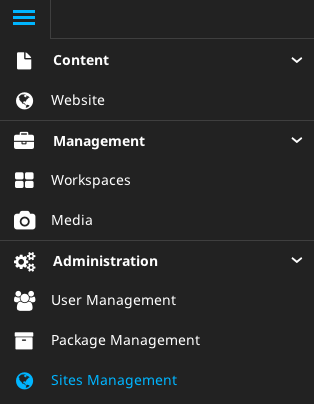 Content
Website
Management
Workspaces
Media
Administration
User Management
Package Management
Sites Management